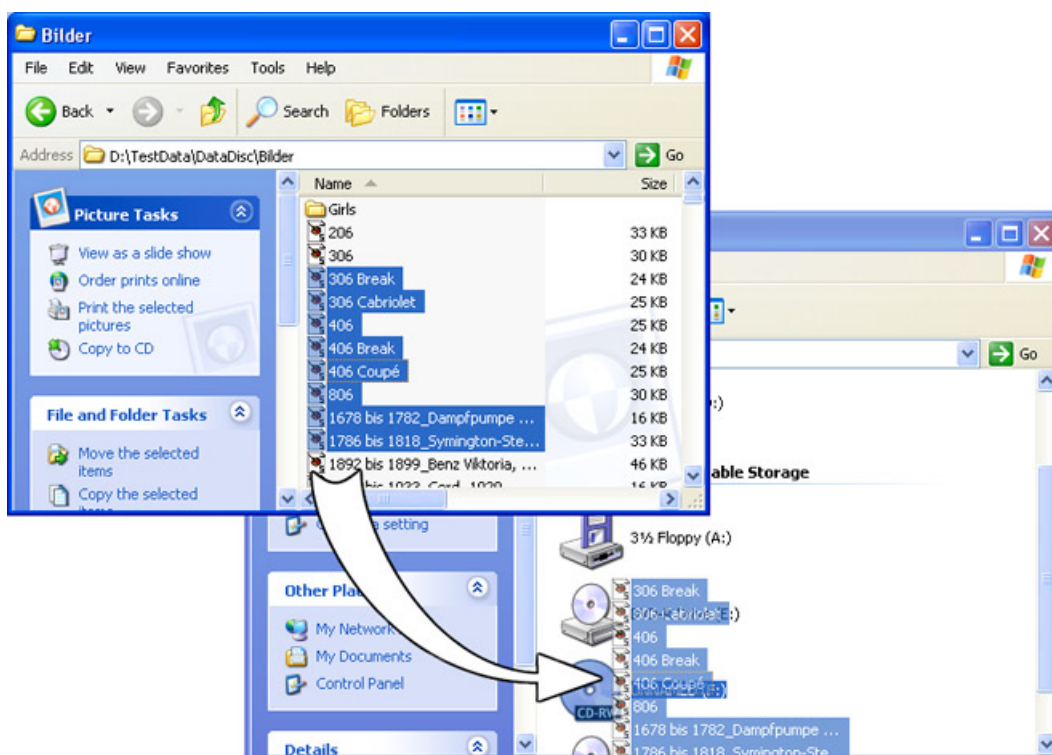 Bilder
File Edit View Favorites Tools Help
Back Search Folders
Address D:\TestData\DataDisc\Bilder Go
Name Size
Picture Tasks
View as a slide show
Order prints online
Print the selected
pictures
Copy to CD
File and Folder Tasks
Move the selected
items
Copy the selected
Girls
206 33 KB
306 30 KB
306 Break 24 KB
306 Cabriolet 25 KB
406 25 KB
406 Break 24 KB
406 Coupé 25 KB
806 30 KB
1678 bis 1782_Dampfpumpe ... 16 KB
1786 bis 1818_Symington-Ste... 33 KB
1892 bis 1899_Benz Viktoria, ... 46 KB
Go
:)
able Storage
3½ Floppy (A:)
a setting
Other
My Network
My Documents
Control Panel
Details
306 Break
E:)
406
406 Break
406 Coupé
CD-RW
806
1678 bis 1782_Dampfpumpe ...
1786 bis 1818_Symington-Ste